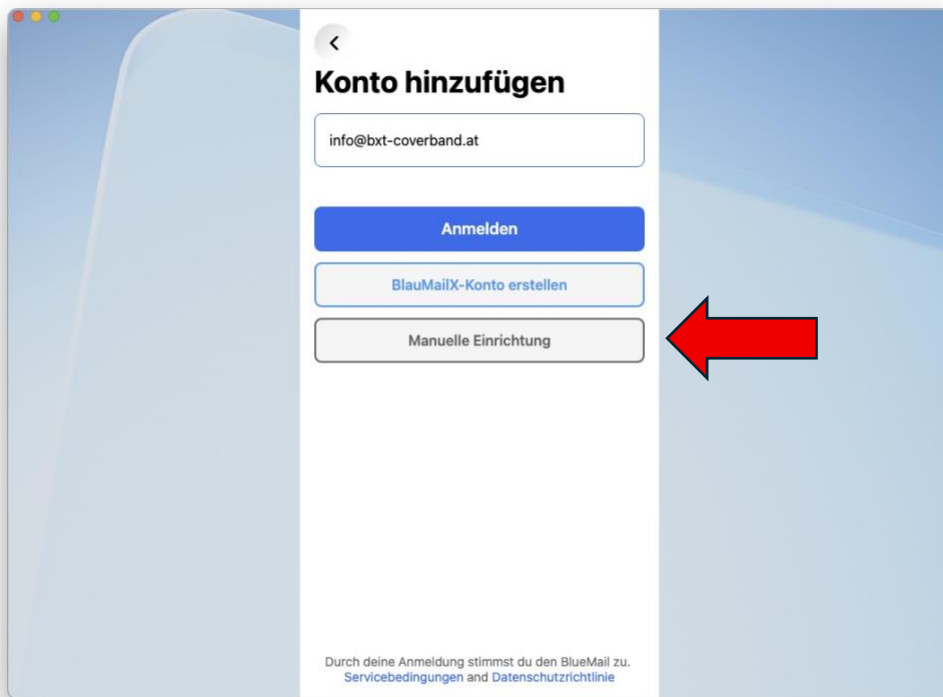 Konto hinzufügen
info@bxt-coverband.at
Anmelden
BlauMailX-Konto erstellen
Manuelle Einrichtung
Durch deine Anmeldung stimmst du den BlueMail zu.
Servicebedingungen and Datenschutzrichtlinie